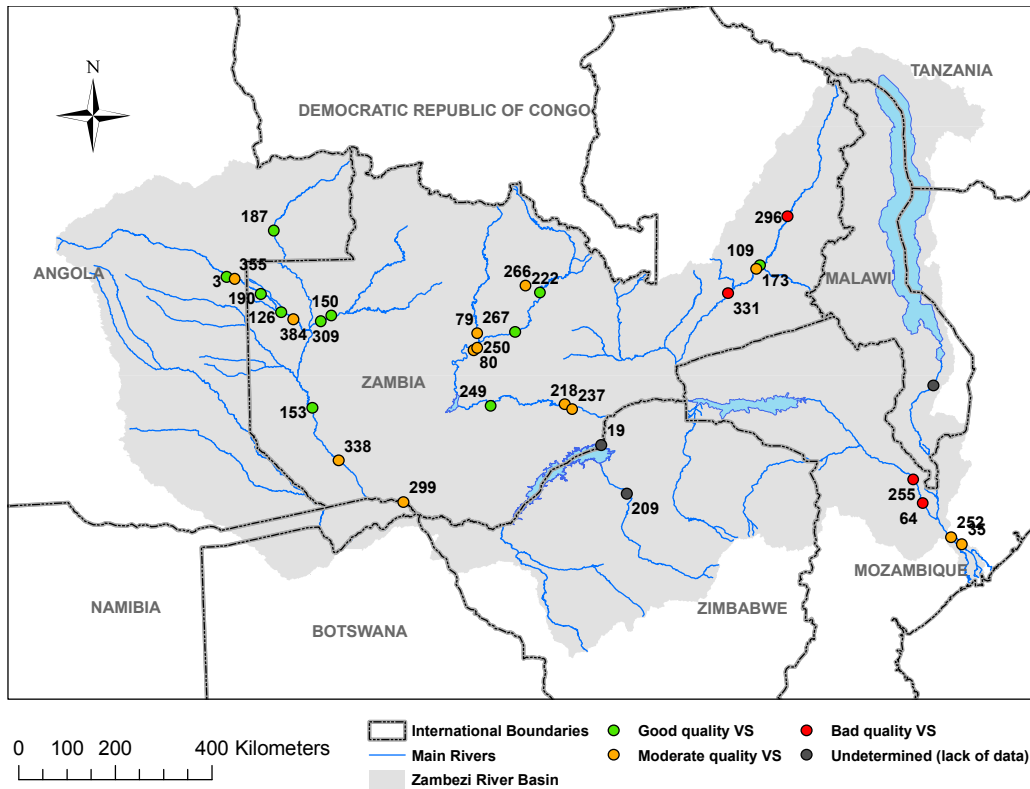 N
TANZANIA
DEMOCRATIC REPUBLIC OF CONGO
187
296
ANGOLA
3
355
109
266
222
173
MALAWI
190
150
331
126
79
267
384
309
250
80
ZAMBIA
249
218
237
153
19
338
255
299
209
64
252
35
MOZAMBIQUE
NAMIBIA
ZIMBABWE
BOTSWANA
International Boundaries
Good quality VS
Bad quality VS
0 100 200 400 Kilometers
Main Rivers
Moderate quality VS
Undetermined (lack of data)
Zambezi River Basin